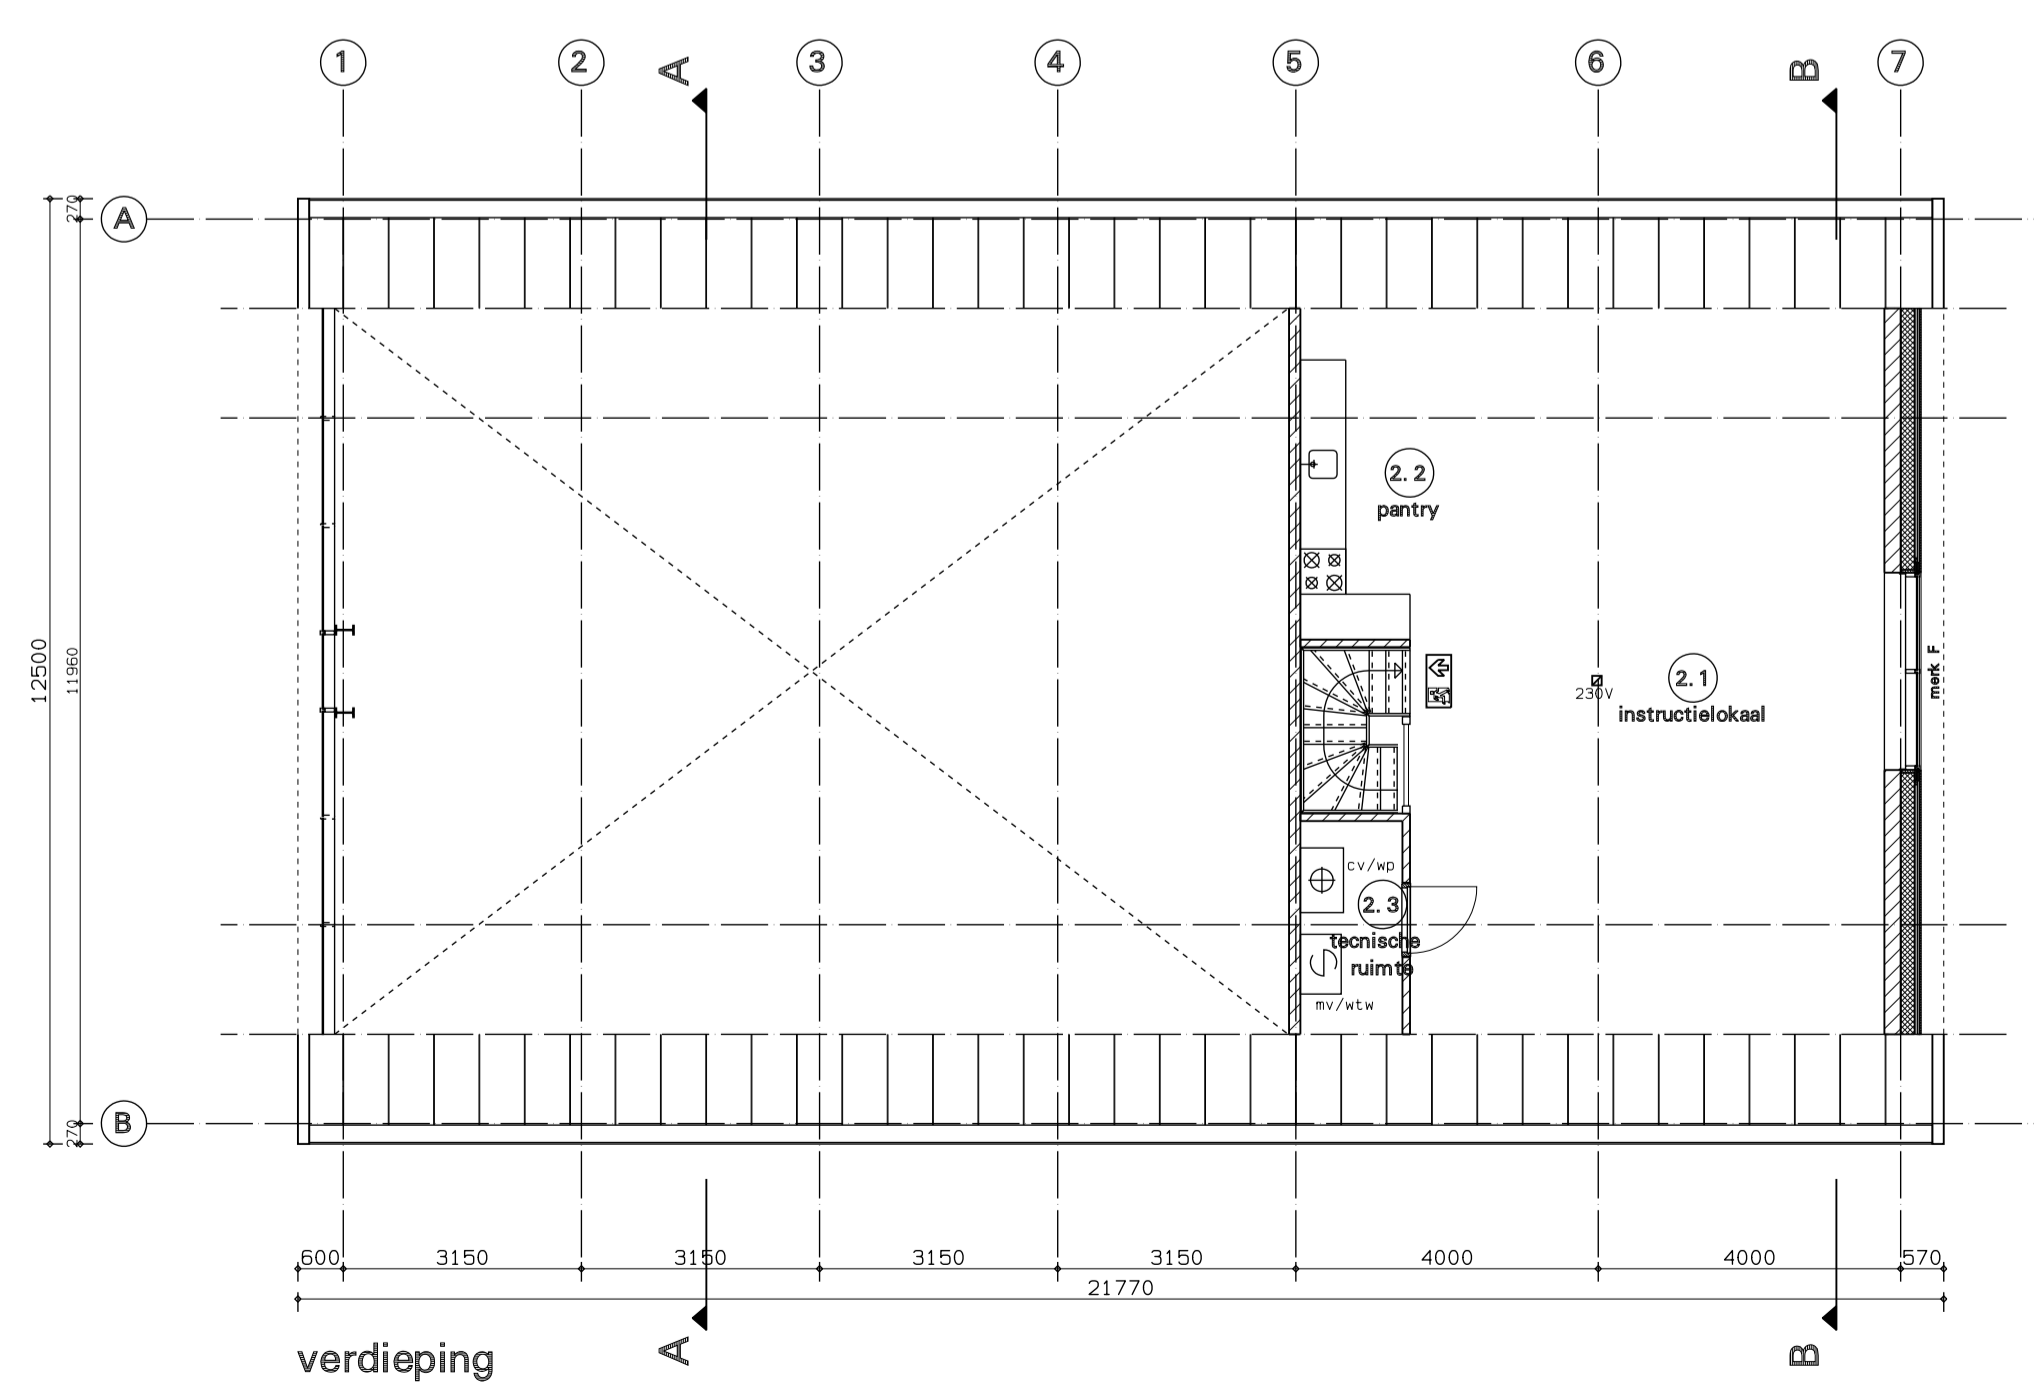 1 2 3 4 5 6 7
A B
A
270
12500
11960
2.2
pantry
2.1
instructielokaal
230V
merk F
cv/wp
2.3
tecnische
ruimte
mv/wtw
B
270
600 3150 3150 3150 3150 4000 4000 570
21770
verdieping
A B